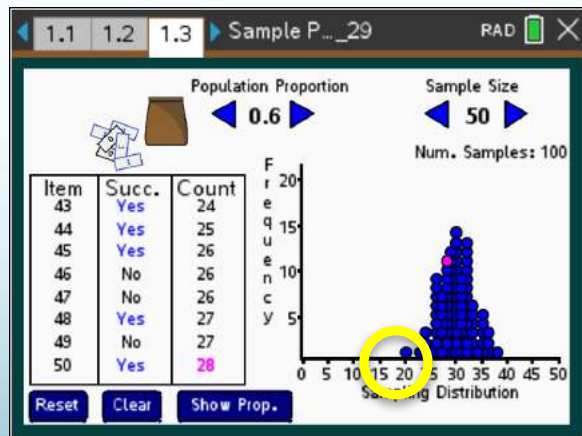 1.1 1.2 1.3 Sample P..._29 RAD
Population Proportion
0.6
Sample Size
50
Num. Samples: 100
Item Succ. Count
43 Yes 24
44 Yes 25
45 Yes 26
46 No 26
47 No 26
48 Yes 27
49 No 27
50 Yes 28
Reset Clear Show Prop.
Frequency
20
15
10
5
0 5 10 15 20 25 30 35 40 45 50
Sampling Distribution